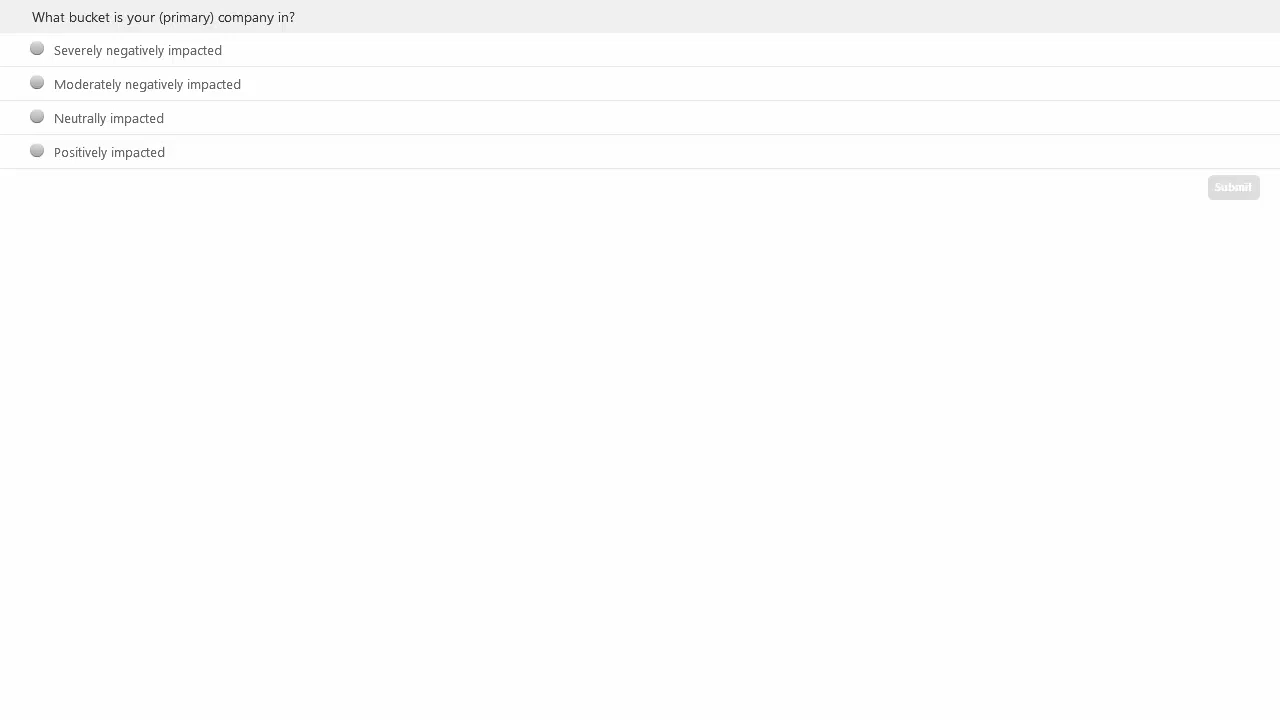 What bucket is your (primary) company in?
Severely negatively impacted
Moderately negatively impacted
Neutrally impacted
Positively impacted
Submit